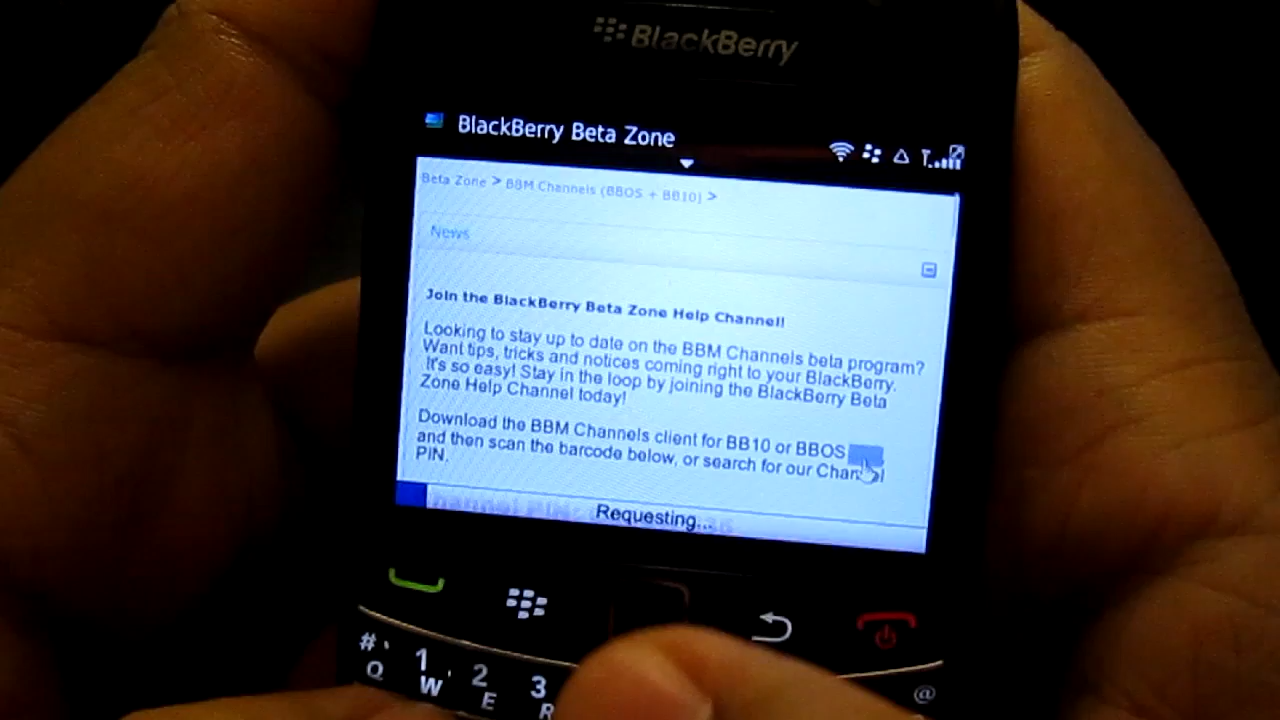 BlackBerry
BlackBerry Beta Zone
Beta Zone > BBM Channels (BBOS + BB10) >
News
Join the BlackBerry Beta Zone Help Channel!
Looking to stay up to date on the BBM Channels beta program?
Want tips, tricks and notices coming right to your BlackBerry.
It's so easy! Stay in the loop by joining the BlackBerry Beta
Zone Help Channel today!
Download the BBM Channels client for BB10 or BBOS
and then scan the barcode below, or search for our Channel
PIN.
Requesting...
# 1 2 3
Q W E R @